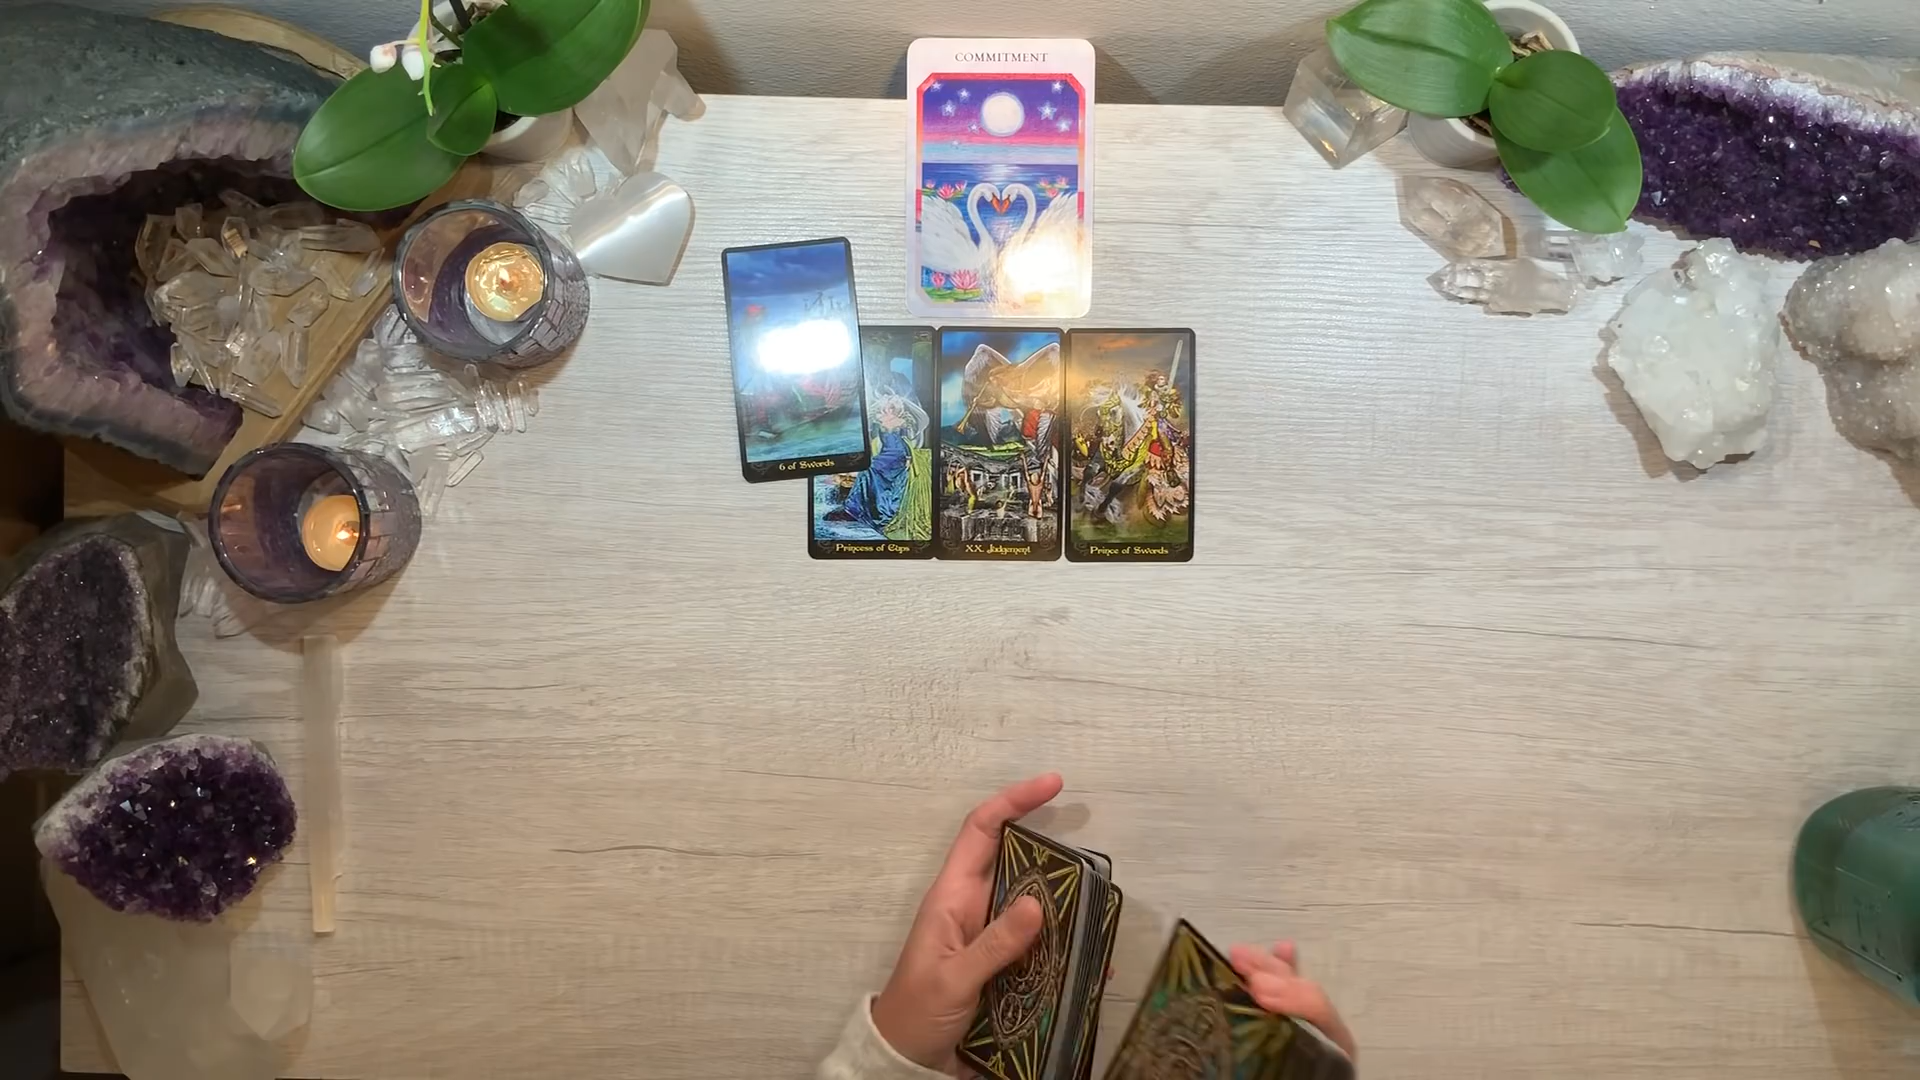 COMMITMENT
6 of Swords
Princess of Cups
XX. Judgement
Prince of Swords